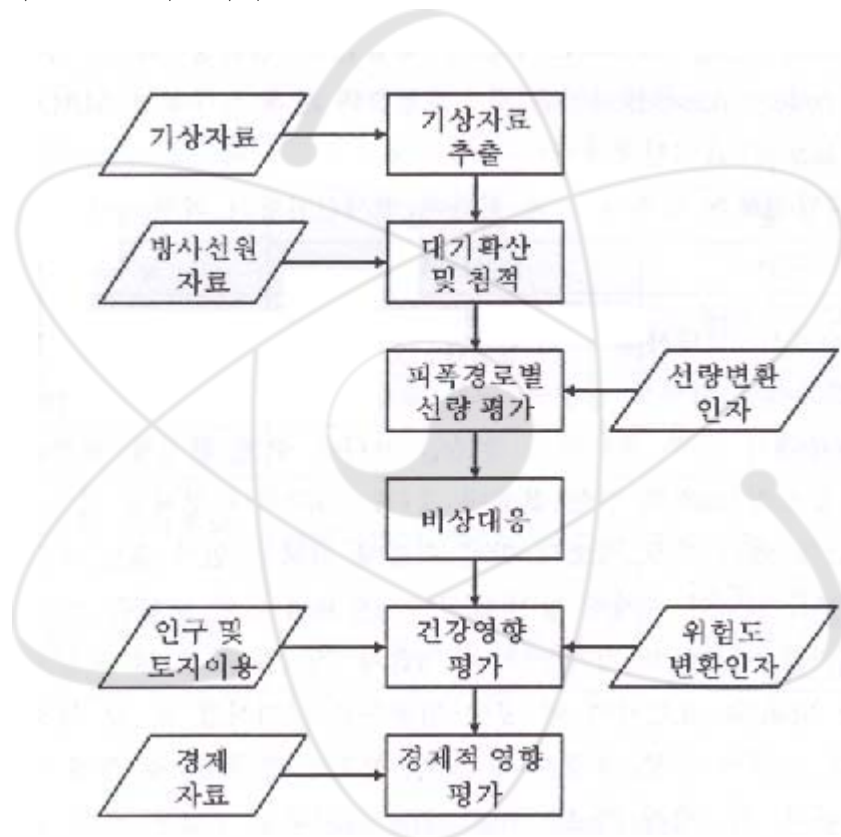 기상자료
기상자료
추출
방사선원
자료
대기확산
및 침적
피폭경로별
선량 평가
선량변환
인자
비상대응
인구 및
토지이용
건강영향
평가
위험도
변환인자
경제
자료
경제적 영향
평가